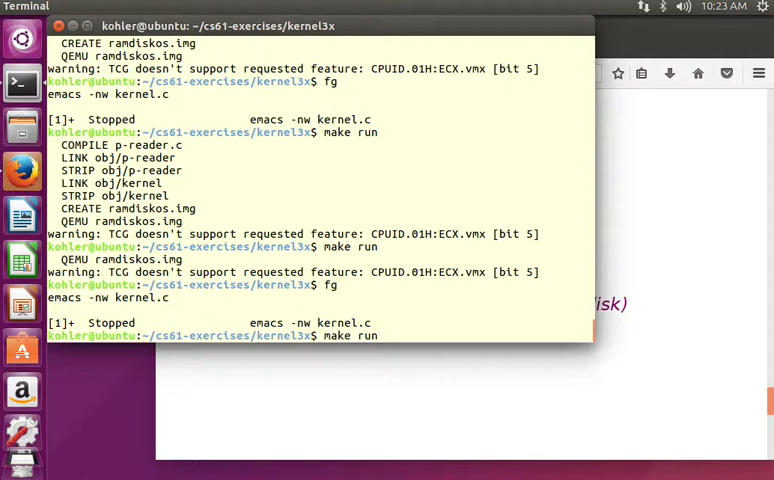 Terminal
10:23 AM
kohler@ubuntu: ~/cs61-exercises/kernel3x
CREATE ramdiskos.img
QEMU ramdiskos.img
warning: TCG doesn't support requested feature: CPUID.01H:ECX.vmx [bit 5]
kohler@ubuntu:~/cs61-exercises/kernel3x$ fg
emacs -nw kernel.c
[1]+  Stopped                 emacs -nw kernel.c
kohler@ubuntu:~/cs61-exercises/kernel3x$ make run
COMPILE p-reader.c
LINK obj/p-reader
STRIP obj/p-reader
LINK obj/kernel
STRIP obj/kernel
CREATE ramdiskos.img
QEMU ramdiskos.img
warning: TCG doesn't support requested feature: CPUID.01H:ECX.vmx [bit 5]
kohler@ubuntu:~/cs61-exercises/kernel3x$ make run
QEMU ramdiskos.img
warning: TCG doesn't support requested feature: CPUID.01H:ECX.vmx [bit 5]
kohler@ubuntu:~/cs61-exercises/kernel3x$ fg
emacs -nw kernel.c
isk)
[1]+  Stopped                 emacs -nw kernel.c
kohler@ubuntu:~/cs61-exercises/kernel3x$ make run